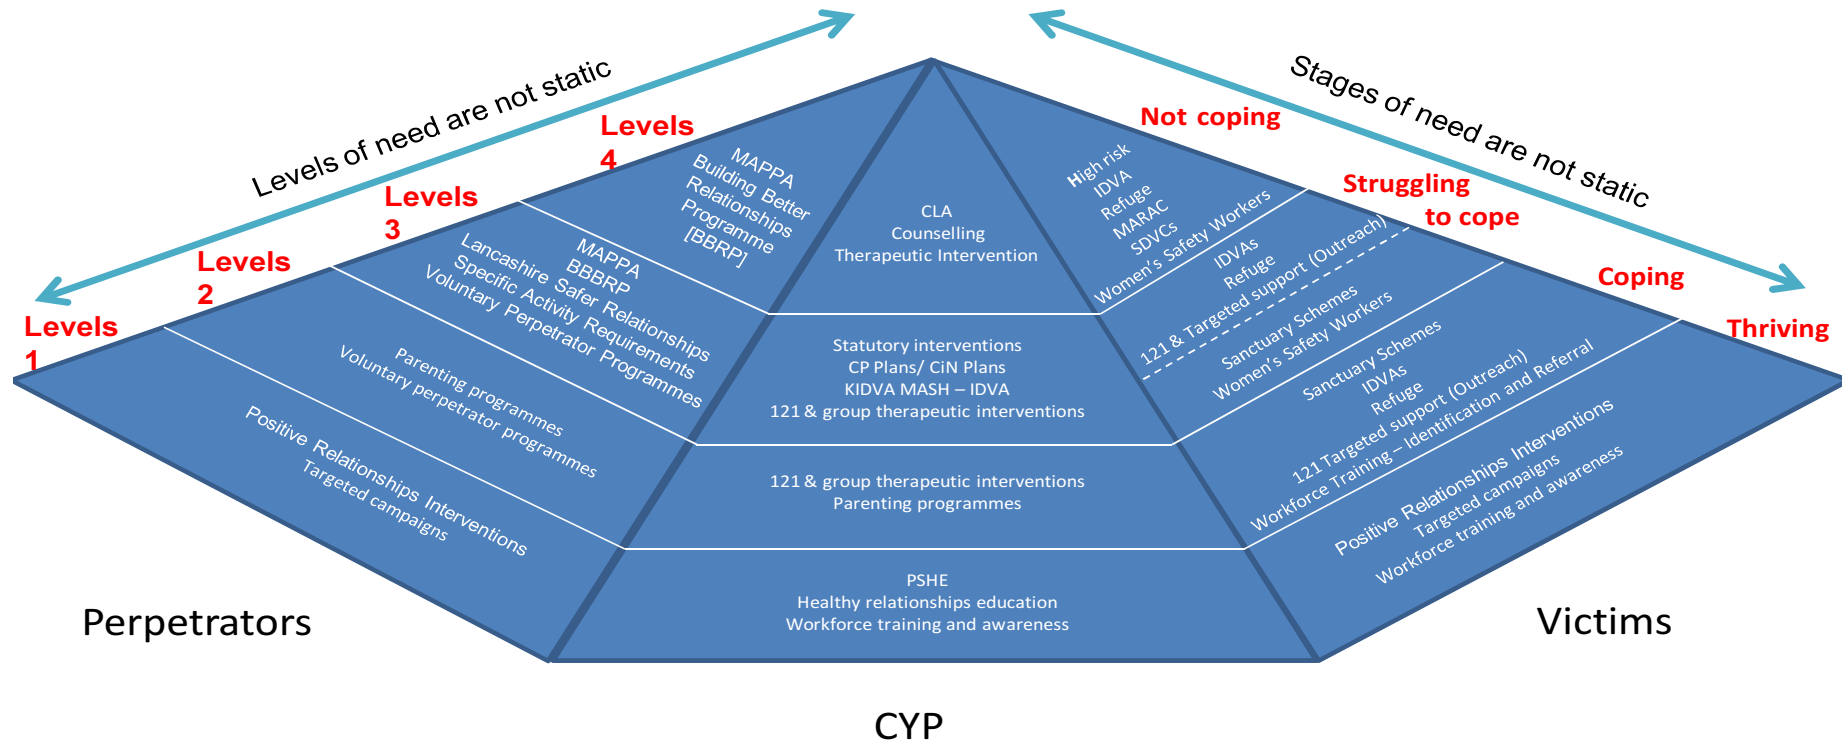 Levels of need are not static
Stages of need are not static
Levels
4
Levels
3
Levels
2
Levels
1
Not coping
Struggling
to cope
Coping
Thriving
MAPPA
Building Better
Relationships
Programme
[BBRP]
MAPPA
BBBRP
Lancashire Safer Relationships
Specific Activity Requirements
Voluntary Perpetrator Programmes
Parenting programmes
Voluntary perpetrator programmes
Positive Relationships Interventions
Targeted campaigns
CLA
Counselling
Therapeutic Intervention
Statutory interventions
CP Plans/ CiN Plans
KIDVA MASH – IDVA
121 & group therapeutic interventions
121 & group therapeutic interventions
Parenting programmes
PSHE
Healthy relationships education
Workforce training and awareness
High risk
IDVA
Refuge
MARAC
SDVCs
Women's Safety Workers
IDVAs
Refuge
121 & Targeted support (Outreach)
Sanctuary Schemes
Women's Safety Workers
Sanctuary Schemes
IDVAs
Refuge
121 Targeted support (Outreach)
Workforce Training – Identification and Referral
Positive Relationships Interventions
Targeted campaigns
Workforce training and awareness
Perpetrators
CYP
Victims